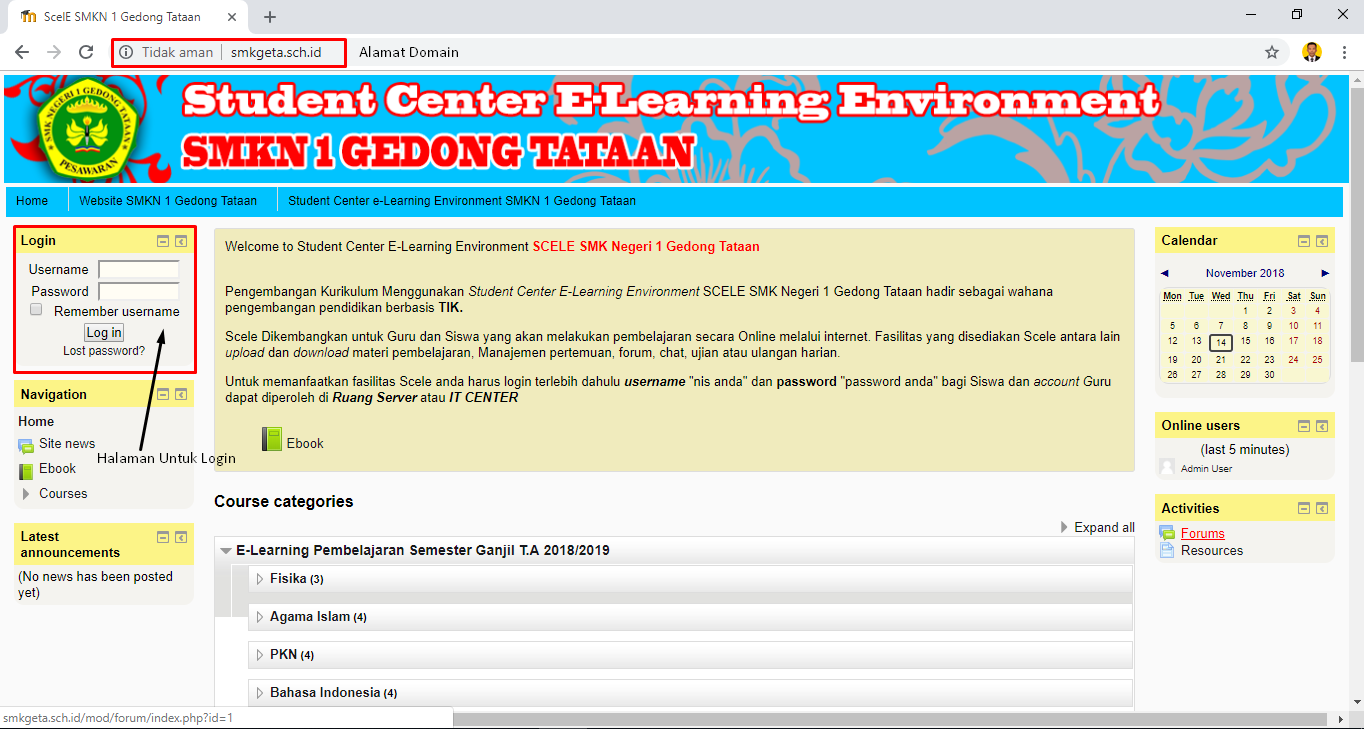 ScelE SMKN 1 Gedong Tataan
Tidak aman | smkgeta.sch.id
Alamat Domain
SMK NEGERI 1 GEDONG TATAAN
PESAWARAN
Student Center E-Learning Environment
SMKN 1 GEDONG TATAAN
Home
Website SMKN 1 Gedong Tataan
Student Center e-Learning Environment SMKN 1 Gedong Tataan
Login
Username
Password
Remember username
Log in
Lost password?
Halaman Untuk Login
Navigation
Home
Site news
Ebook
Courses
Latest
announcements
(No news has been posted
yet)
Welcome to Student Center E-Learning Environment SCELE SMK Negeri 1 Gedong Tataan
Pengembangan Kurikulum Menggunakan Student Center E-Learning Environment SCELE SMK Negeri 1 Gedong Tataan hadir sebagai wahana
pengembangan pendidikan berbasis TIK.
Scele Dikembangkan untuk Guru dan Siswa yang akan melakukan pembelajaran secara Online melalui internet. Fasilitas yang disediakan Scele antara lain
upload dan download materi pembelajaran, Manajemen pertemuan, forum, chat, ujian atau ulangan harian.
Untuk memanfaatkan fasilitas Scele anda harus login terlebih dahulu username "nis anda" dan password "password anda" bagi Siswa dan account Guru
dapat diperoleh di Ruang Server atau IT CENTER
Ebook
Course categories
Expand all
E-Learning Pembelajaran Semester Ganjil T.A 2018/2019
Fisika (3)
Agama Islam (4)
PKN (4)
Bahasa Indonesia (4)
Calendar
November 2018
Mon Tue Wed Thu Fri Sat Sun
1 2 3 4
5 6 7 8 9 10 11
12 13 14 15 16 17 18
19 20 21 22 23 24 25
26 27 28 29 30
Online users
(last 5 minutes)
Admin User
Activities
Forums
Resources
smkgeta.sch.id/mod/forum/index.php?id=1